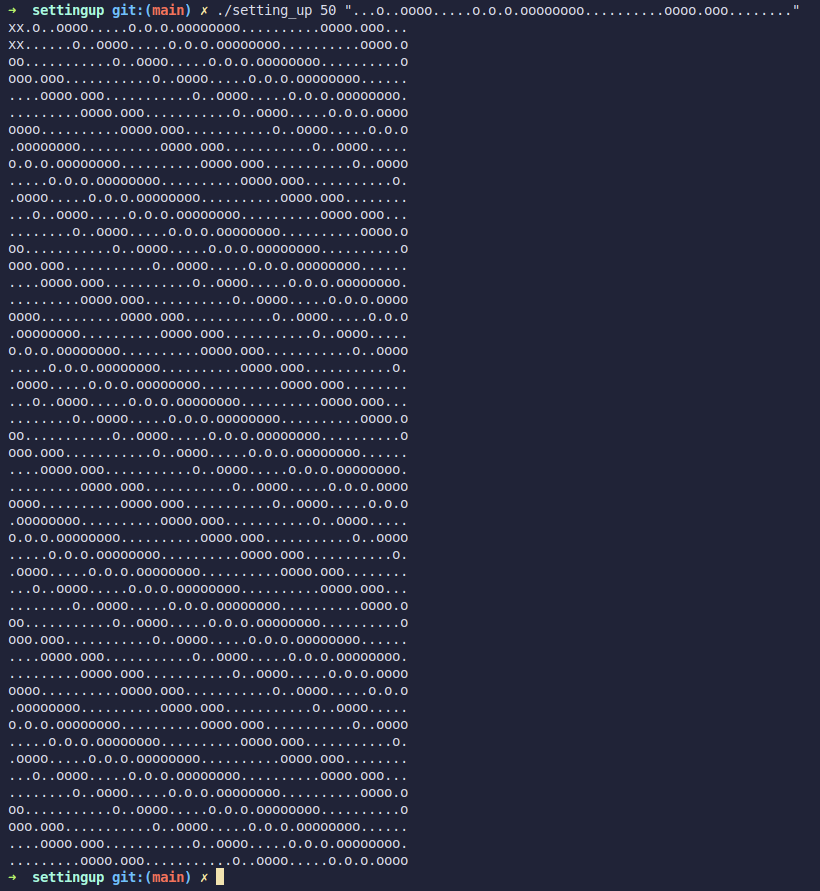 ➜  settingup git:(main) ✗ ./setting_up 50 "...o..oooo.....o.o.o.oooooooo..........oooo.ooo........"
xx.o..oooo.....o.o.o.oooooooo..........oooo.ooo...
xx......o..oooo.....o.o.o.oooooooo..........oooo.o
oo...........o..oooo.....o.o.o.oooooooo..........o
ooo.ooo...........o..oooo.....o.o.o.oooooooo......
....oooo.ooo...........o..oooo.....o.o.o.oooooooo.
.........oooo.ooo...........o..oooo.....o.o.o.oooo
oooo..........oooo.ooo...........o..oooo.....o.o.o
.oooooooo..........oooo.ooo...........o..oooo.....
o.o.o.oooooooo..........oooo.ooo...........o..oooo
.....o.o.o.oooooooo..........oooo.ooo...........o.
.oooo.....o.o.o.oooooooo..........oooo.ooo........
...o..oooo.....o.o.o.oooooooo..........oooo.ooo...
........o..oooo.....o.o.o.oooooooo..........oooo.o
oo...........o..oooo.....o.o.o.oooooooo..........o
ooo.ooo...........o..oooo.....o.o.o.oooooooo......
....oooo.ooo...........o..oooo.....o.o.o.oooooooo.
.........oooo.ooo...........o..oooo.....o.o.o.oooo
oooo..........oooo.ooo...........o..oooo.....o.o.o
.oooooooo..........oooo.ooo...........o..oooo.....
o.o.o.oooooooo..........oooo.ooo...........o..oooo
.....o.o.o.oooooooo..........oooo.ooo...........o.
.oooo.....o.o.o.oooooooo..........oooo.ooo........
...o..oooo.....o.o.o.oooooooo..........oooo.ooo...
........o..oooo.....o.o.o.oooooooo..........oooo.o
oo...........o..oooo.....o.o.o.oooooooo..........o
ooo.ooo...........o..oooo.....o.o.o.oooooooo......
....oooo.ooo...........o..oooo.....o.o.o.oooooooo.
.........oooo.ooo...........o..oooo.....o.o.o.oooo
oooo..........oooo.ooo...........o..oooo.....o.o.o
.oooooooo..........oooo.ooo...........o..oooo.....
o.o.o.oooooooo..........oooo.ooo...........o..oooo
.....o.o.o.oooooooo..........oooo.ooo...........o.
.oooo.....o.o.o.oooooooo..........oooo.ooo........
...o..oooo.....o.o.o.oooooooo..........oooo.ooo...
........o..oooo.....o.o.o.oooooooo..........oooo.o
oo...........o..oooo.....o.o.o.oooooooo..........o
ooo.ooo...........o..oooo.....o.o.o.oooooooo......
....oooo.ooo...........o..oooo.....o.o.o.oooooooo.
.........oooo.ooo...........o..oooo.....o.o.o.oooo
oooo..........oooo.ooo...........o..oooo.....o.o.o
.oooooooo..........oooo.ooo...........o..oooo.....
o.o.o.oooooooo..........oooo.ooo...........o..oooo
.....o.o.o.oooooooo..........oooo.ooo...........o.
.oooo.....o.o.o.oooooooo..........oooo.ooo........
...o..oooo.....o.o.o.oooooooo..........oooo.ooo...
........o..oooo.....o.o.o.oooooooo..........oooo.o
oo...........o..oooo.....o.o.o.oooooooo..........o
ooo.ooo...........o..oooo.....o.o.o.oooooooo......
....oooo.ooo...........o..oooo.....o.o.o.oooooooo.
.........oooo.ooo...........o..oooo.....o.o.o.oooo
➜  settingup git:(main) ✗